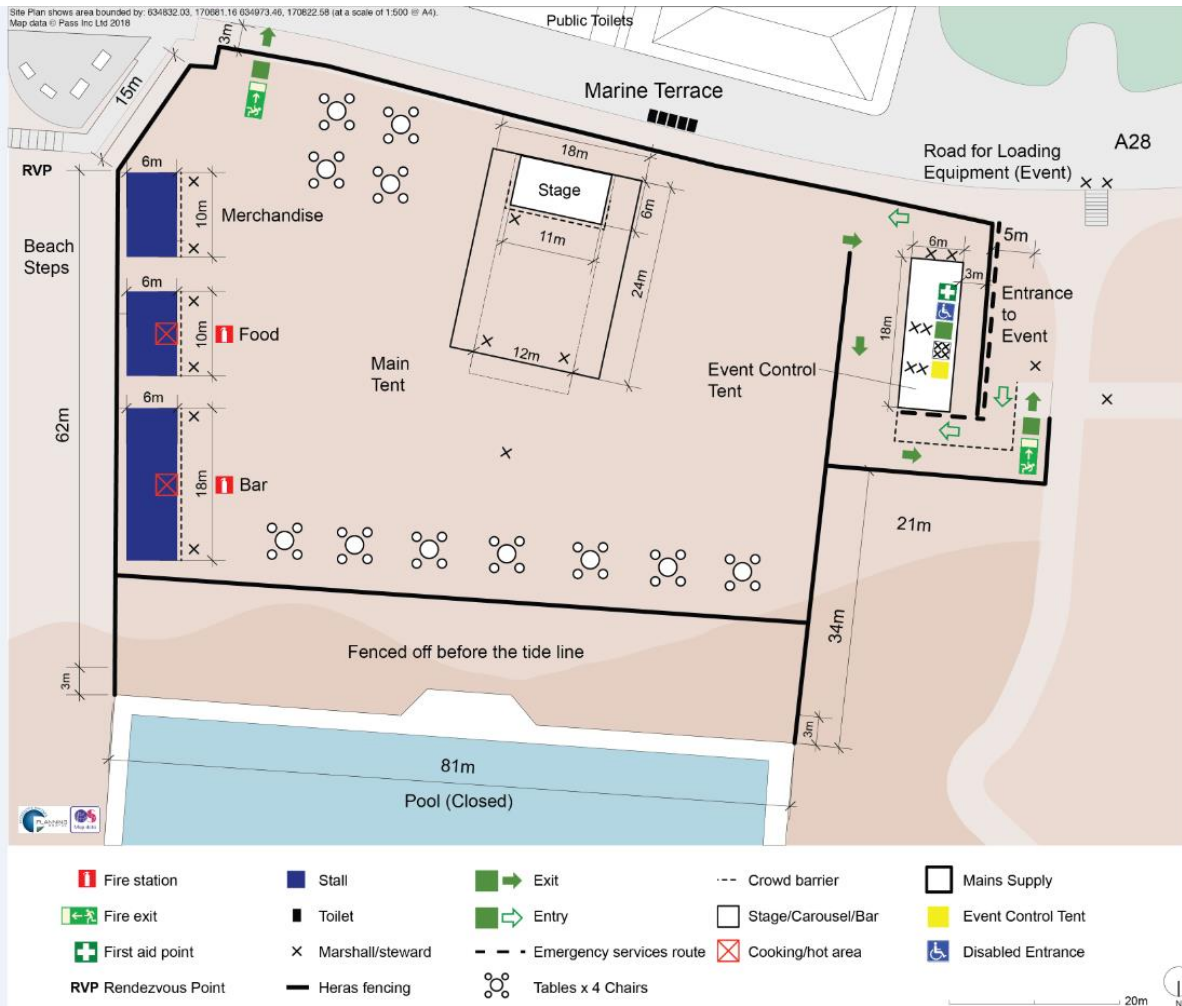 Site Plan shows area bounded by: 634832.03, 170681.16 634973.46, 170822.58 (at a scale of 1:500 @ A4).
Map data © Pass Inc Ltd 2018
3m
Public Toilets
15m
Marine Terrace
A28
Road for Loading
Equipment (Event)
RVP
6m
18m
Stage
6m
10m
Merchandise
11m
24m
Beach
Steps
6m
5m
3m
Entrance
to
Event
18m
6m
10m
Food
Main
Tent
12m
Event Control
Tent
62m
6m
18m
Bar
21m
34m
Fenced off before the tide line
3m
3m
81m
Pool (Closed)
PLANNING
Map data
Fire station
Stall
Exit
Crowd barrier
Mains Supply
Fire exit
Toilet
Entry
Stage/Carousel/Bar
Event Control Tent
First aid point
Marshall/steward
Emergency services route
Cooking/hot area
Disabled Entrance
RVP Rendezvous Point
Heras fencing
Tables x 4 Chairs
20m
N